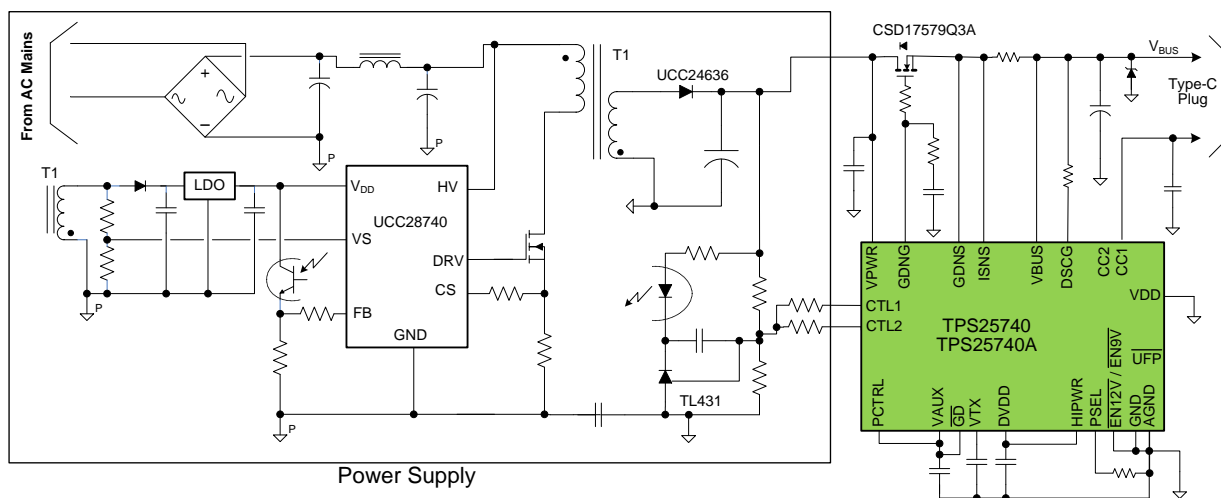 From AC Mains
P
P
T1
UCC24636
CSD17579Q3A
VBUS
Type-C
Plug
T1
LDO
P
VDD
HV
UCC28740
VS
DRV
CS
FB
GND
P
TL431
VPWR
GDNG
GDNS
ISNS
VBUS
DSCG
CC2
CC1
VDD
CTL1
CTL2
TPS25740
TPS25740A
UFP
PCTRL
VAUX
GD
VTX
DVDD
HIPWR
PSEL
EN12V / EN9V
GND
AGND
Power Supply